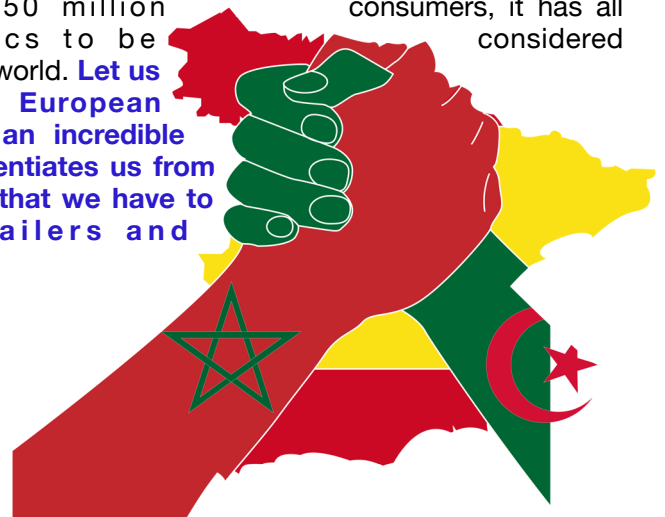 50 million consumers, it has all
cs to be considered
world. Let us
European
an incredible
entiates us from
that we have to
ailers and